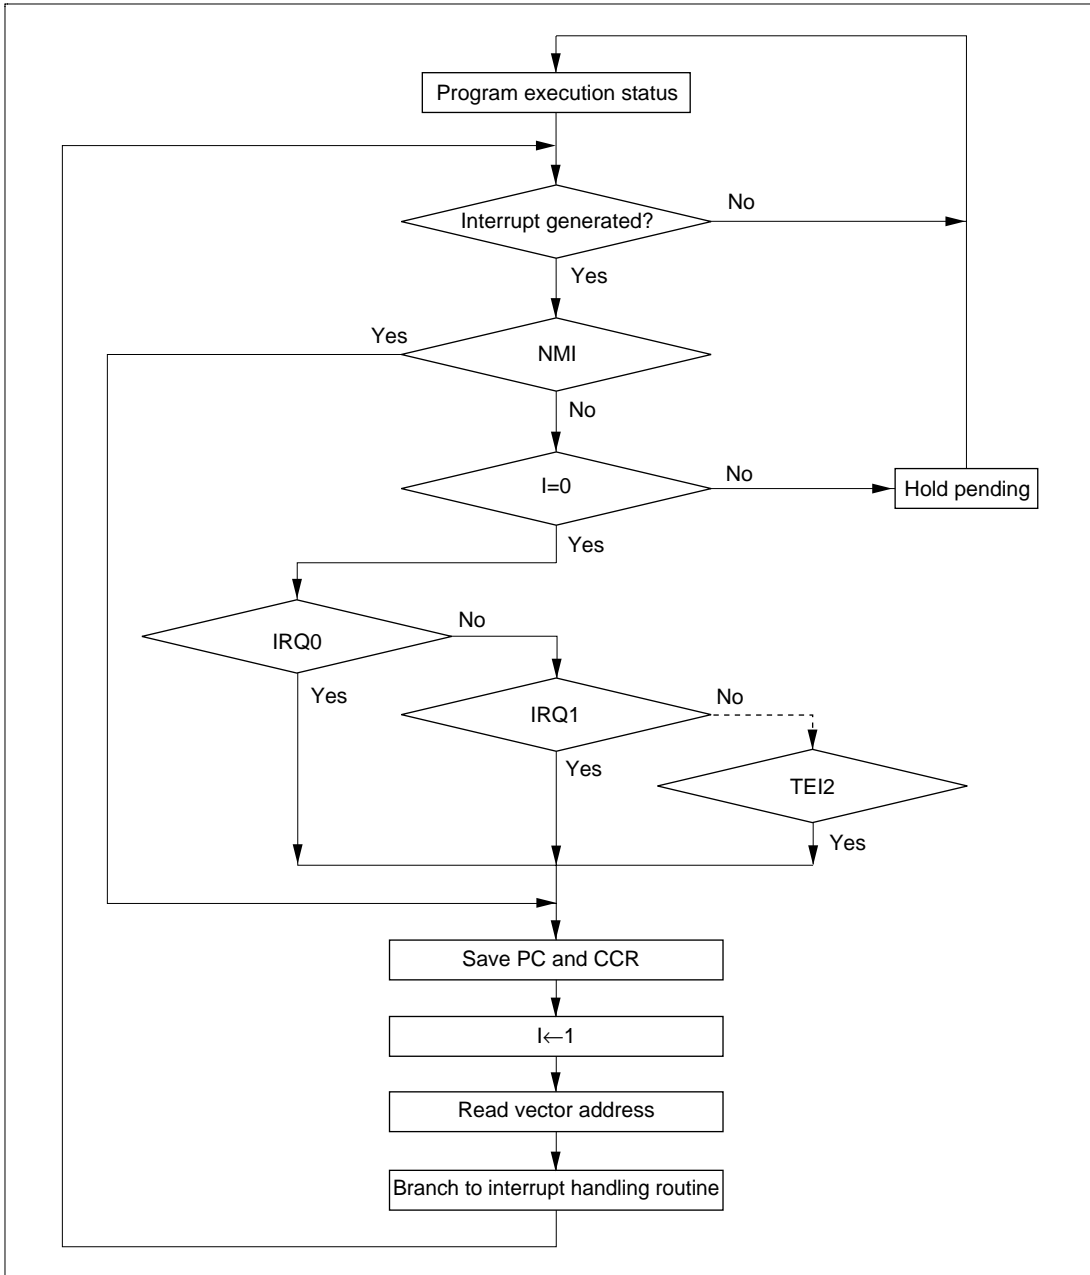 Program execution status
Interrupt generated?
No
Yes
Yes
NMI
No
I=0
No
Hold pending
Yes
IRQ0
No
Yes
IRQ1
No
Yes
TEI2
Yes
Save PC and CCR
I←1
Read vector address
Branch to interrupt handling routine